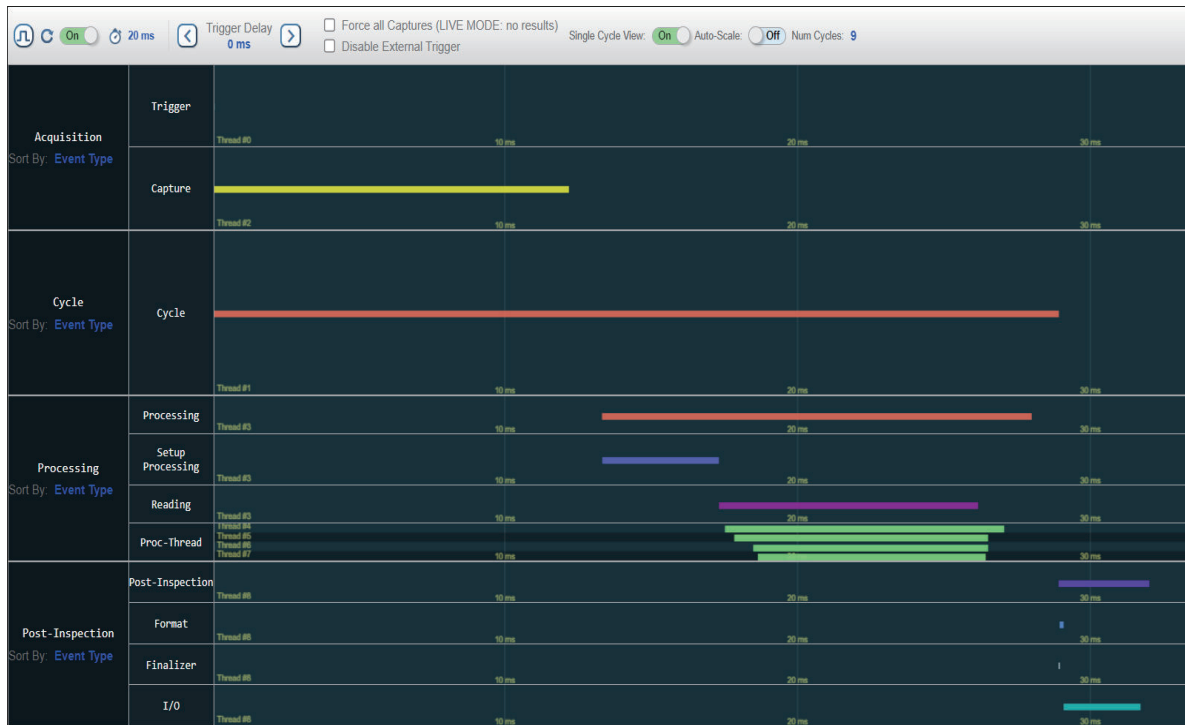 On 20 ms Trigger Delay 0 ms Force all Captures (LIVE MODE: no results) Disable External Trigger Single Cycle View: On Auto-Scale: Off Num Cycles: 9
Acquisition
Sort By: Event Type
Trigger
Thread #0 10 ms 20 ms 30 ms
Capture
Thread #2 10 ms 20 ms 30 ms
Cycle
Sort By: Event Type
Cycle
Thread #1 10 ms 20 ms 30 ms
Processing
Sort By: Event Type
Processing
Thread #3 10 ms 20 ms 30 ms
Setup
Processing
Thread #3 10 ms 20 ms 30 ms
Reading
Thread #3 10 ms 20 ms 30 ms
Proc-Thread
Thread #4
Thread #5
Thread #6
Thread #7 10 ms 20 ms 30 ms
Post-Inspection
Sort By: Event Type
Post-Inspection
Thread #8 10 ms 20 ms 30 ms
Format
Thread #8 10 ms 20 ms 30 ms
Finalizer
Thread #8 10 ms 20 ms 30 ms
I/O
Thread #8 10 ms 20 ms 30 ms